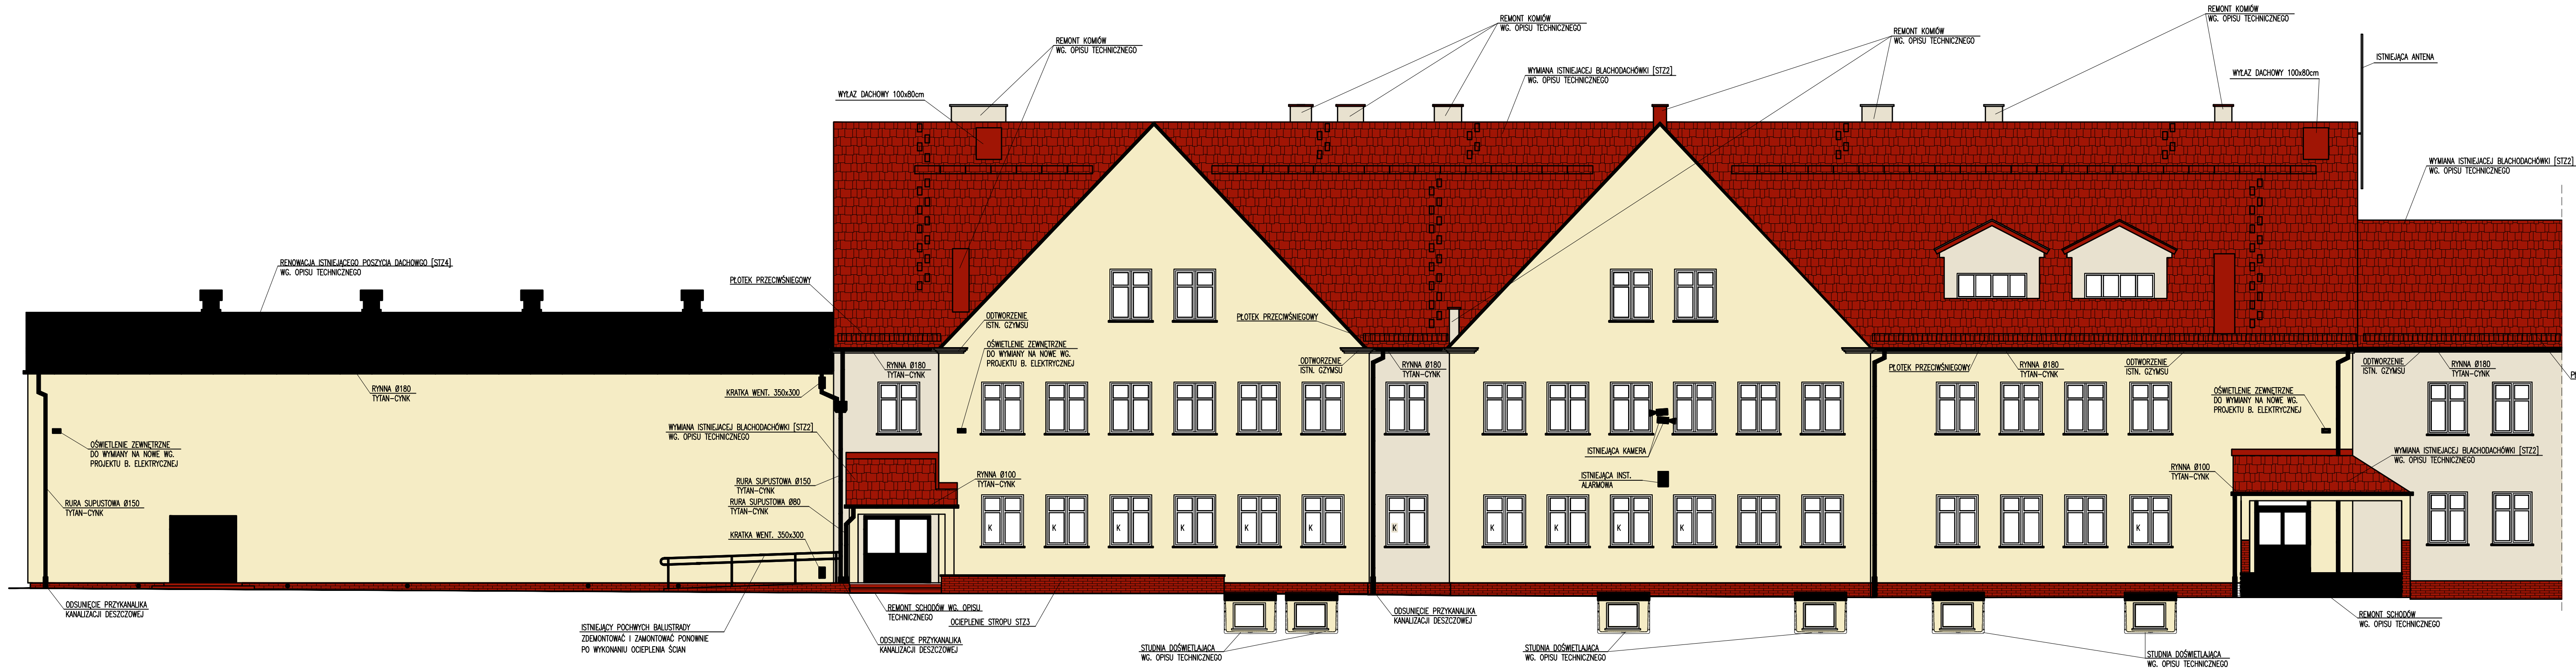 REMONT KOMIÓW
WG. OPISU TECHNICZNEGO
REMONT KOMIÓW
WG. OPISU TECHNICZNEGO
REMONT KOMIÓW
WG. OPISU TECHNICZNEGO
REMONT KOMIÓW
WG. OPISU TECHNICZNEGO
ISTNIEJĄCA ANTENA
WYMIANA ISTNIEJACEJ BLACHODACHÓWKI [STZ2]
WG. OPISU TECHNICZNEGO
WYŁAZ DACHOWY 100x80cm
WYŁAZ DACHOWY 100x80cm
WYMIANA ISTNIEJACEJ BLACHODACHÓWKI [STZ2]
WG. OPISU TECHNICZNEGO
RENOWACJA ISTNIEJĄCEGO POSZYCIA DACHOWGO [STZ4]
WG. OPISU TECHNICZNEGO
PŁOTEK PRZECIWŚNIEGOWY
ODTWORZENIE
ISTN. GZYMSU
PŁOTEK PRZECIWŚNIEGOWY
OŚWIETLENIE ZEWNĘTRZNE
DO WYMIANY NA NOWE WG.
PROJEKTU B. ELEKTRYCZNEJ
RYNNA Ø180
TYTAN-CYNK
ODTWORZENIE
ISTN. GZYMSU
RYNNA Ø180
TYTAN-CYNK
PŁOTEK PRZECIWŚNIEGOWY
RYNNA Ø180
TYTAN-CYNK
ODTWORZENIE
ISTN. GZYMSU
ODTWORZENIE
ISTN. GZYMSU
RYNNA Ø180
TYTAN-CYNK
RYNNA Ø180
TYTAN-CYNK
KRATKA WENT. 350x300
OŚWIETLENIE ZEWNĘTRZNE
DO WYMIANY NA NOWE WG.
PROJEKTU B. ELEKTRYCZNEJ
WYMIANA ISTNIEJACEJ BLACHODACHÓWKI [STZ2]
WG. OPISU TECHNICZNEGO
OŚWIETLENIE ZEWNĘTRZNE
DO WYMIANY NA NOWE WG.
PROJEKTU B. ELEKTRYCZNEJ
ISTNIEJĄCA KAMERA
WYMIANA ISTNIEJACEJ BLACHODACHÓWKI [STZ2]
WG. OPISU TECHNICZNEGO
RURA SUPUSTOWA Ø150
TYTAN-CYNK
RYNNA Ø100
TYTAN-CYNK
ISTNIEJĄCA INST.
ALARMOWA
RYNNA Ø100
TYTAN-CYNK
RURA SUPUSTOWA Ø150
TYTAN-CYNK
RURA SUPUSTOWA Ø80
TYTAN-CYNK
K K K K K K K K K K K K
KRATKA WENT. 350x300
ODSUNIĘCIE PRZYKANALIKA
KANALIZACJI DESZCZOWEJ
ISTNIEJĄCY POCHWYCH BALUSTRADY
ZDEMONTOWAĆ I ZAMONTOWAĆ PONOWNIE
PO WYKONANIU OCIEPLENIA ŚCIAN
REMONT SCHODÓW WG. OPISU
TECHNICZNEGO
OCIEPLENIE STROPU STZ3
ODSUNIĘCIE PRZYKANALIKA
KANALIZACJI DESZCZOWEJ
ODSUNIĘCIE PRZYKANALIKA
KANALIZACJI DESZCZOWEJ
REMONT SCHODÓW
WG. OPISU TECHNICZNEGO
STUDNIA DOŚWIETLAJĄCA
WG. OPISU TECHNICZNEGO
STUDNIA DOŚWIETLAJĄCA
WG. OPISU TECHNICZNEGO
STUDNIA DOŚWIETLAJĄCA
WG. OPISU TECHNICZNEGO